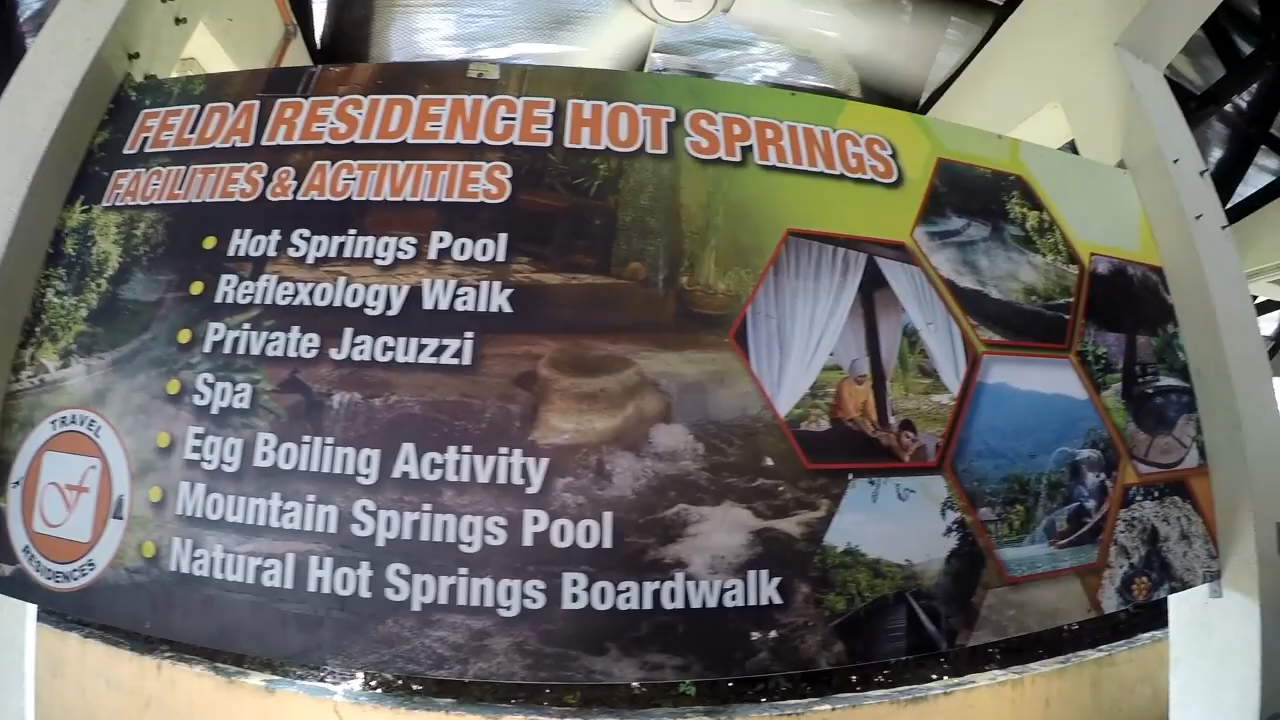 FELDA RESIDENCE HOT SPRINGS
FACILITIES & ACTIVITIES
• Hot Springs Pool
• Reflexology Walk
• Private Jacuzzi
• Spa
• Egg Boiling Activity
• Mountain Springs Pool
• Natural Hot Springs Boardwalk
TRAVEL
f
RESIDENCES